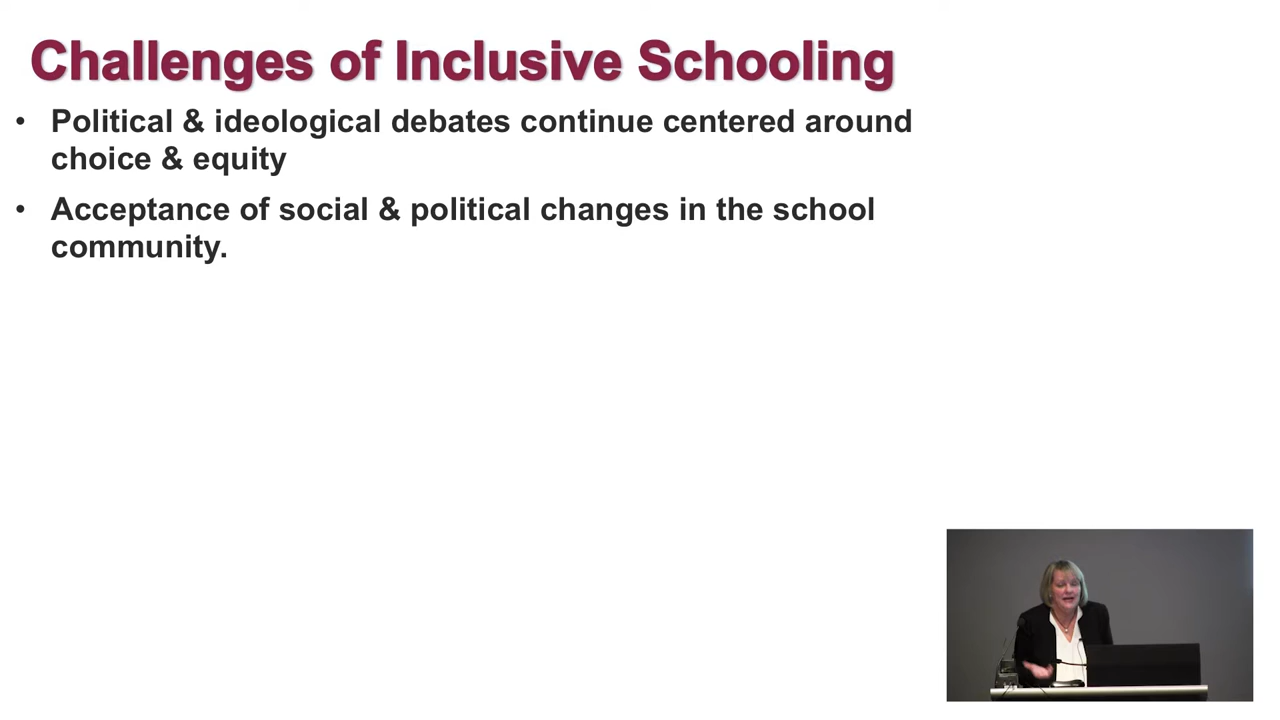 Challenges of Inclusive Schooling
• Political & ideological debates continue centered around
choice & equity
• Acceptance of social & political changes in the school
community.